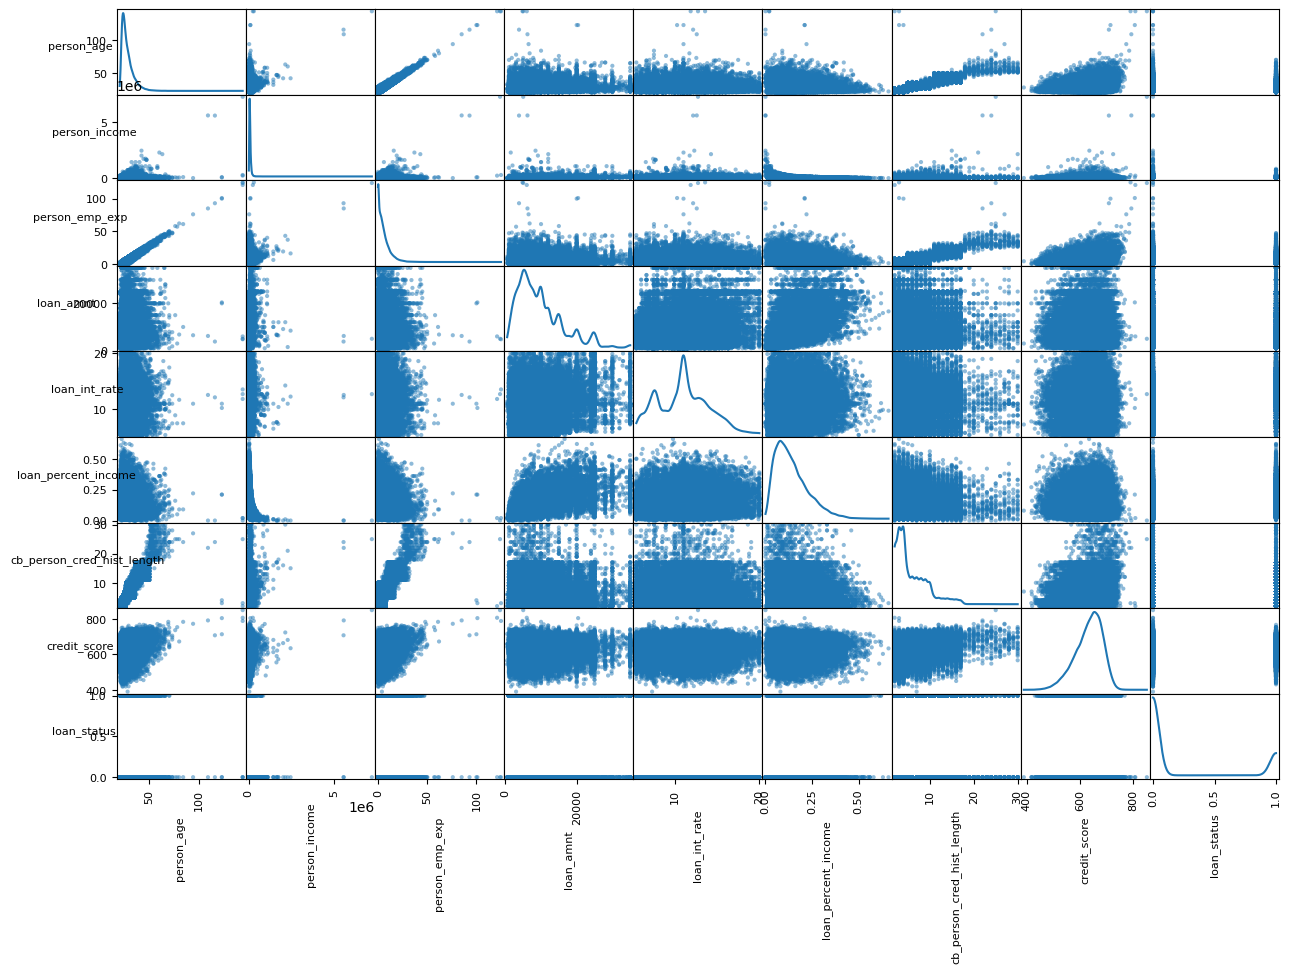 person_age
100
50
1e6
person_income
5
0
person_emp_exp
100
50
0
loan_amnt
20000
0
loan_int_rate
20
10
loan_percent_income
0.50
0.25
0.00
cb_person_cred_hist_length
30
20
10
credit_score
800
600
400
loan_status
1.0
0.5
0.0
50 100
0 5
1e6
0 50 100
0 20000
10 20
0.00 0.25 0.50
10 20 30
400 600 800
0.0 0.5 1.0
person_age
person_income
person_emp_exp
loan_amnt
loan_int_rate
loan_percent_income
cb_person_cred_hist_length
credit_score
loan_status